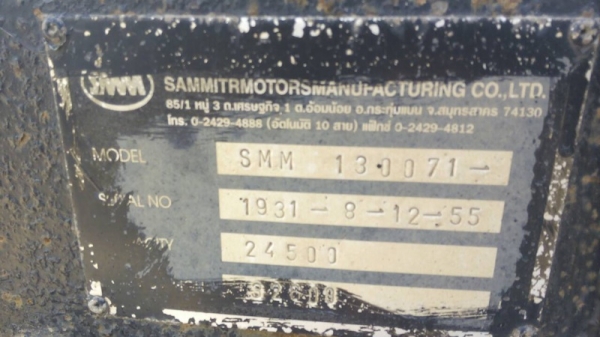 SMM SAMMITRMOTORSMANUFACTURING CO.,LTD.
85/1 หมู่ 3 ถ.เศรษฐกิจ 1 ต.อ้อมน้อย อ.กระทุ่มแบน จ.สมุทรสาคร 74130
โทร. 0-2429-4888 (อัตโนมัติ 10 สาย) แฟ็กซ์ 0-2429-4812
MODEL SMM 130071-
SERIAL NO 1931-8-12-55
24500